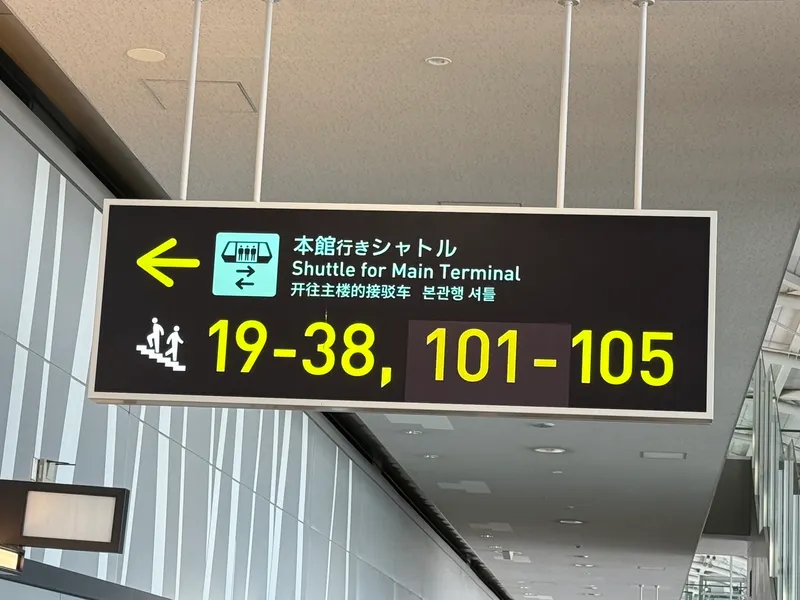 本館行きシャトル
Shuttle for Main Terminal
开往主楼的接驳车 본관행 셔틀
19-38, 101-105